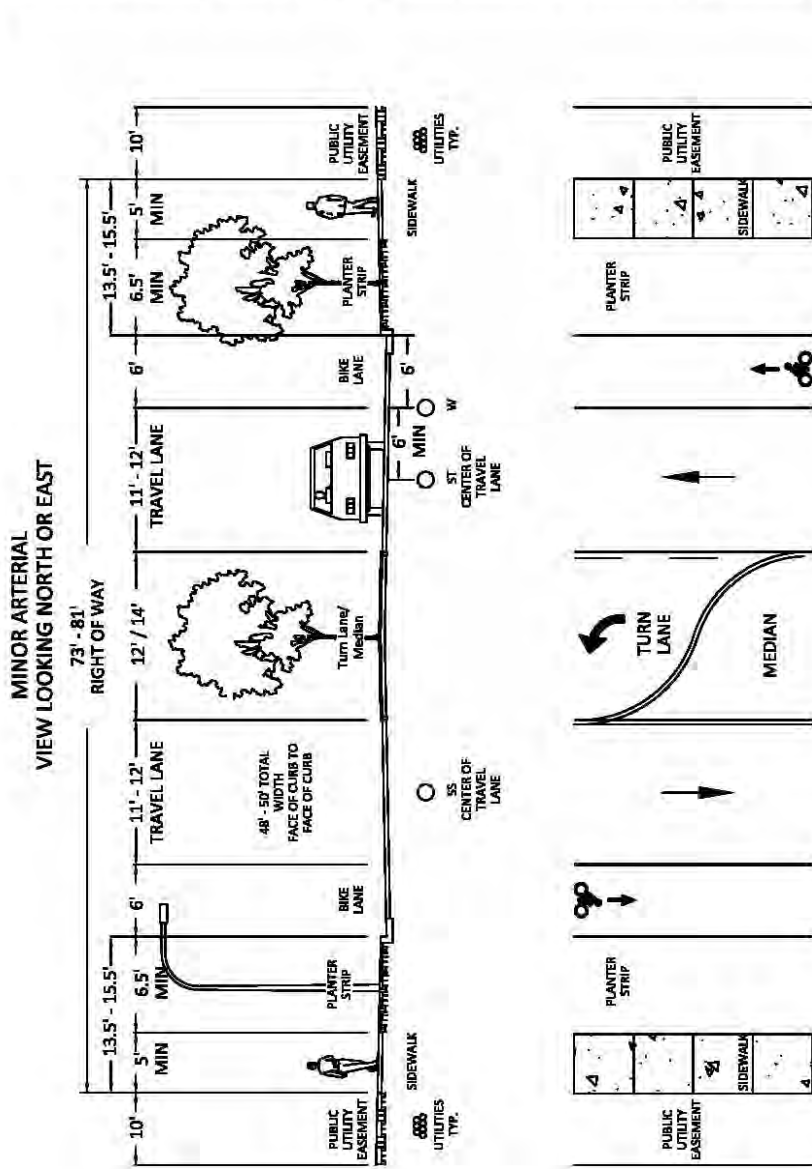 MINOR ARTERIAL
VIEW LOOKING NORTH OR EAST
73' - 81'
RIGHT OF WAY
13.5' - 15.5'
13.5' - 15.5'
10'
5'
MIN
6.5'
MIN
6'
11' - 12'
TRAVEL LANE
12' / 14'
11' - 12'
TRAVEL LANE
6'
6.5'
MIN
5'
MIN
10'
48' - 50' TOTAL
WIDTH
FACE OF CURB TO
FACE OF CURB
PUBLIC
UTILITY
EASEMENT
PLANTER
STRIP
BIKE
LANE
Turn Lane/
Median
BIKE
LANE
PLANTER
STRIP
PUBLIC
UTILITY
EASEMENT
6'
MIN
6'
UTILITIES
TYP.
SIDEWALK
SS
CENTER OF
TRAVEL
LANE
ST
CENTER OF
TRAVEL
LANE
W
SIDEWALK
UTILITIES
TYP.
PUBLIC
UTILITY
EASEMENT
SIDEWALK
PLANTER
STRIP
TURN
LANE
MEDIAN
PLANTER
STRIP
SIDEWALK
PUBLIC
UTILITY
EASEMENT